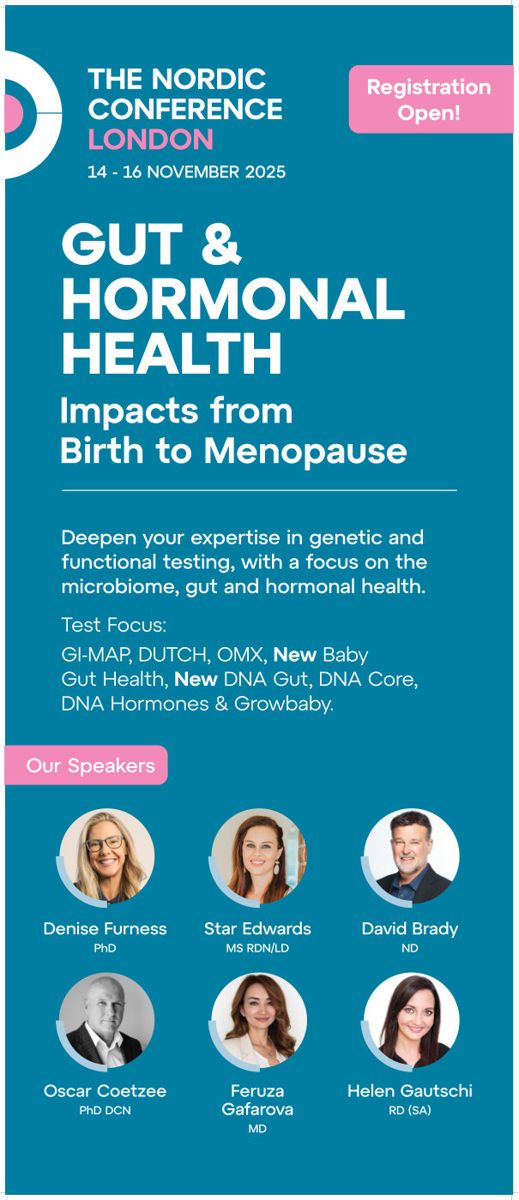 THE NORDIC
CONFERENCE
LONDON
14 - 16 NOVEMBER 2025
Registration
Open!
GUT &
HORMONAL
HEALTH
Impacts from
Birth to Menopause
Deepen your expertise in genetic and
functional testing, with a focus on the
microbiome, gut and hormonal health.
Test Focus:
GI-MAP, DUTCH, OMX, New Baby
Gut Health, New DNA Gut, DNA Core,
DNA Hormones & Growbaby.
Our Speakers
Denise Furness
PhD
Star Edwards
MS RDN/LD
David Brady
ND
Oscar Coetzee
PhD DCN
Feruza
Gafarova
MD
Helen Gautschi
RD (SA)